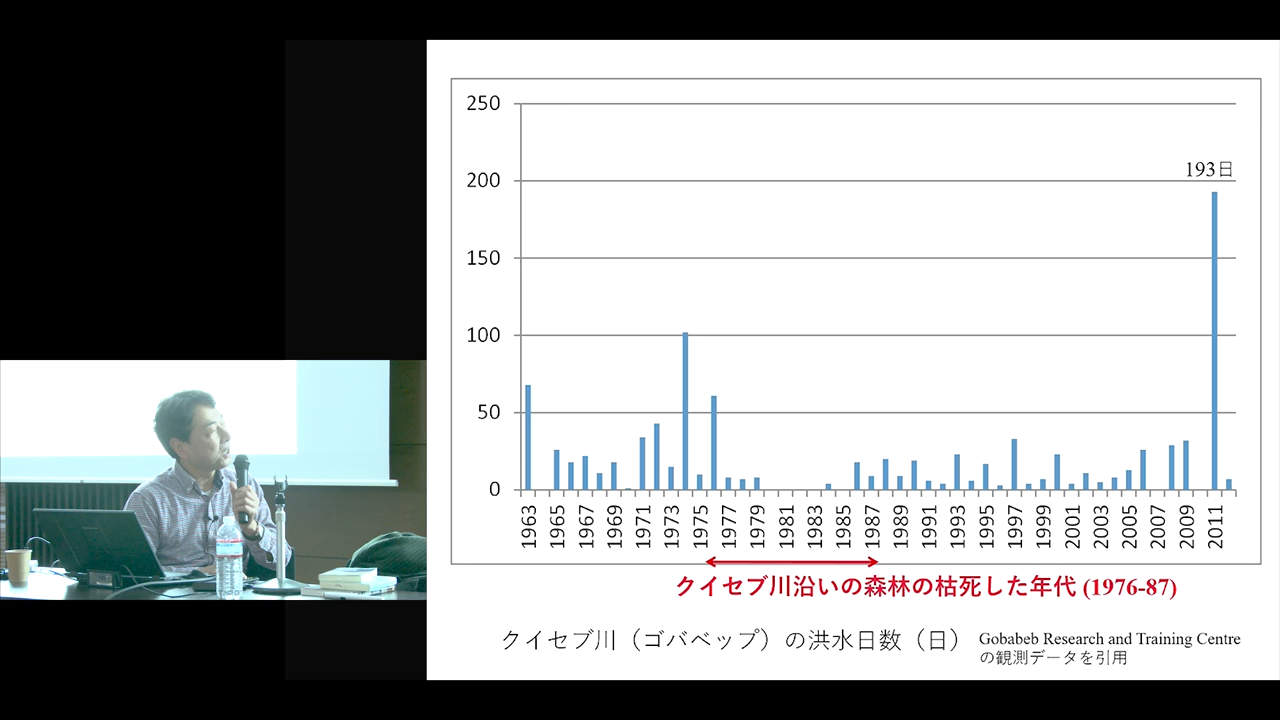 250
200
150
100
50
0
193日
1963 1965 1967 1969 1971 1973 1975 1977 1979 1981 1983 1985 1987 1989 1991 1993 1995 1997 1999 2001 2003 2005 2007 2009 2011
クイセブ川沿いの森林の枯死した年代 (1976-87)
クイセブ川（ゴバベップ）の洪水日数（日）
Gobabeb Research and Training Centre
の観測データを引用